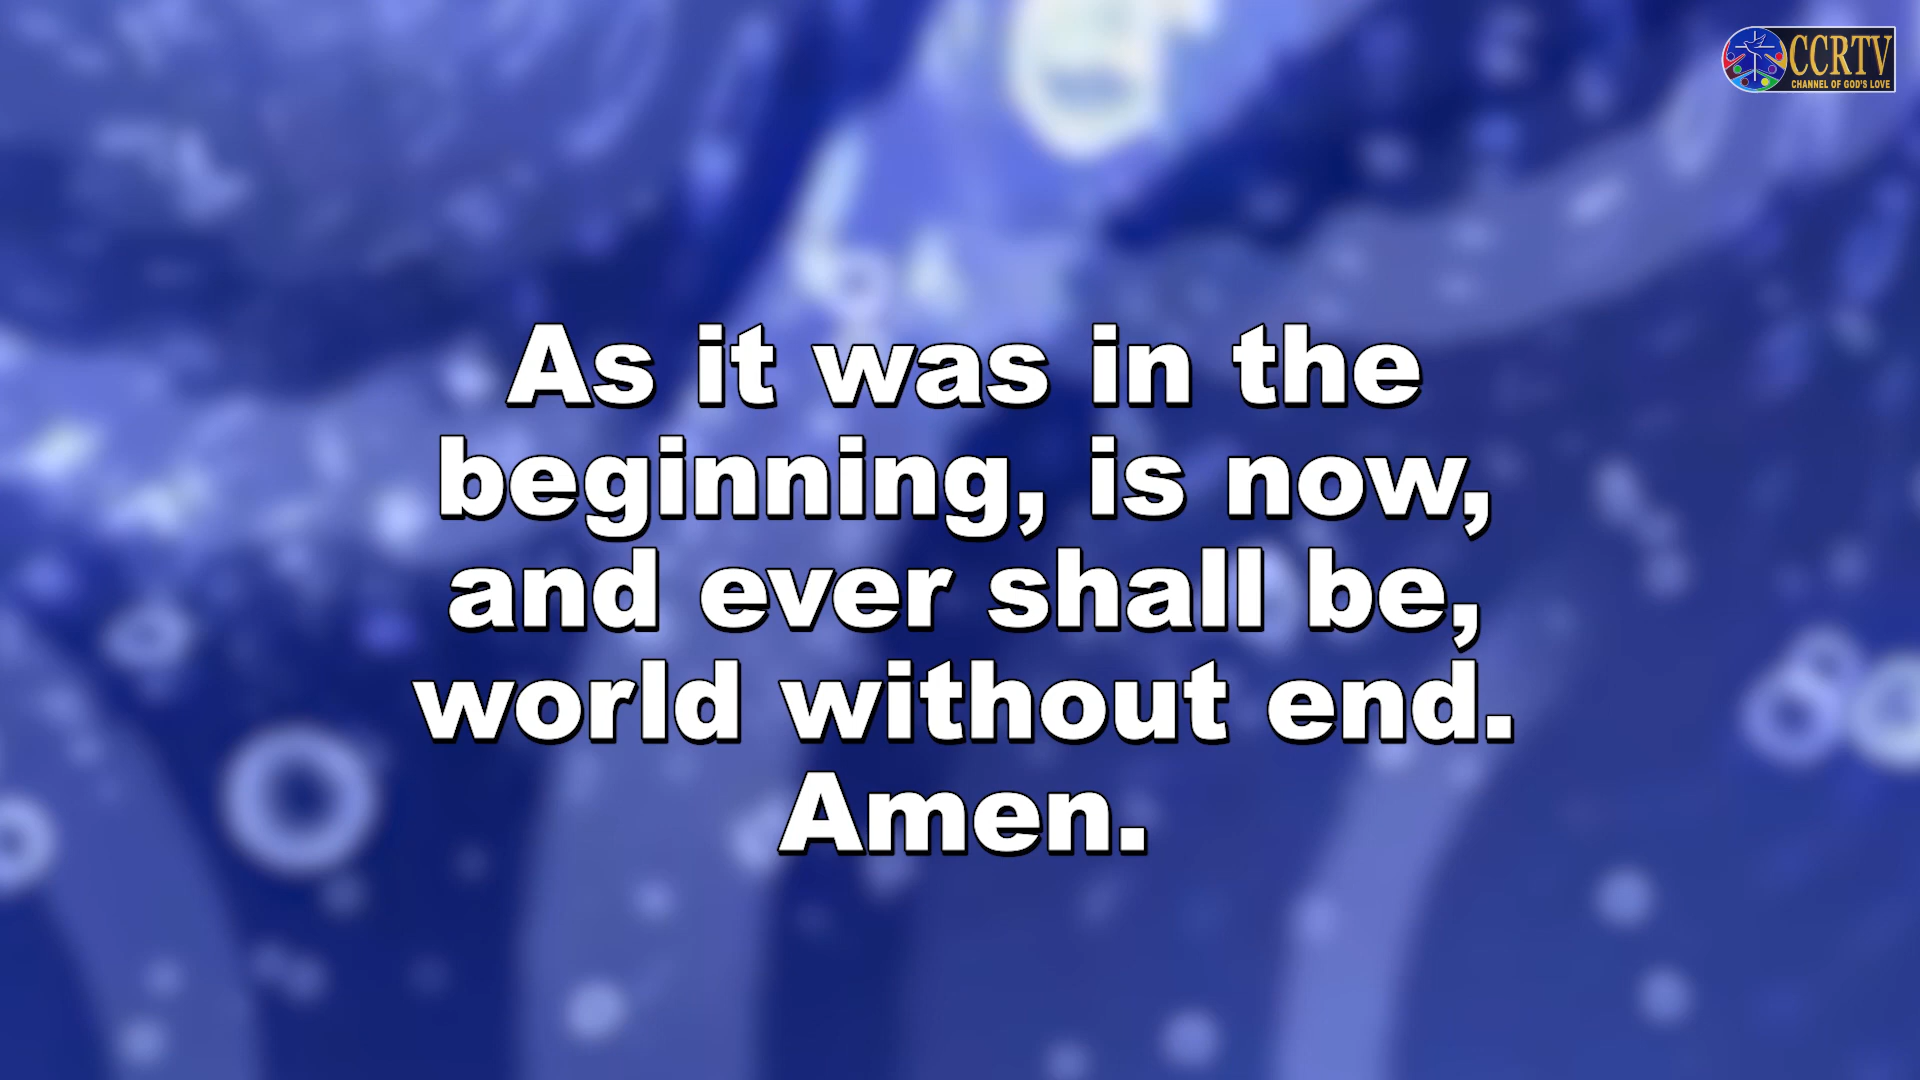 CCRTV
CHANNEL OF GOD'S LOVE
As it was in the
beginning, is now,
and ever shall be,
world without end.
Amen.